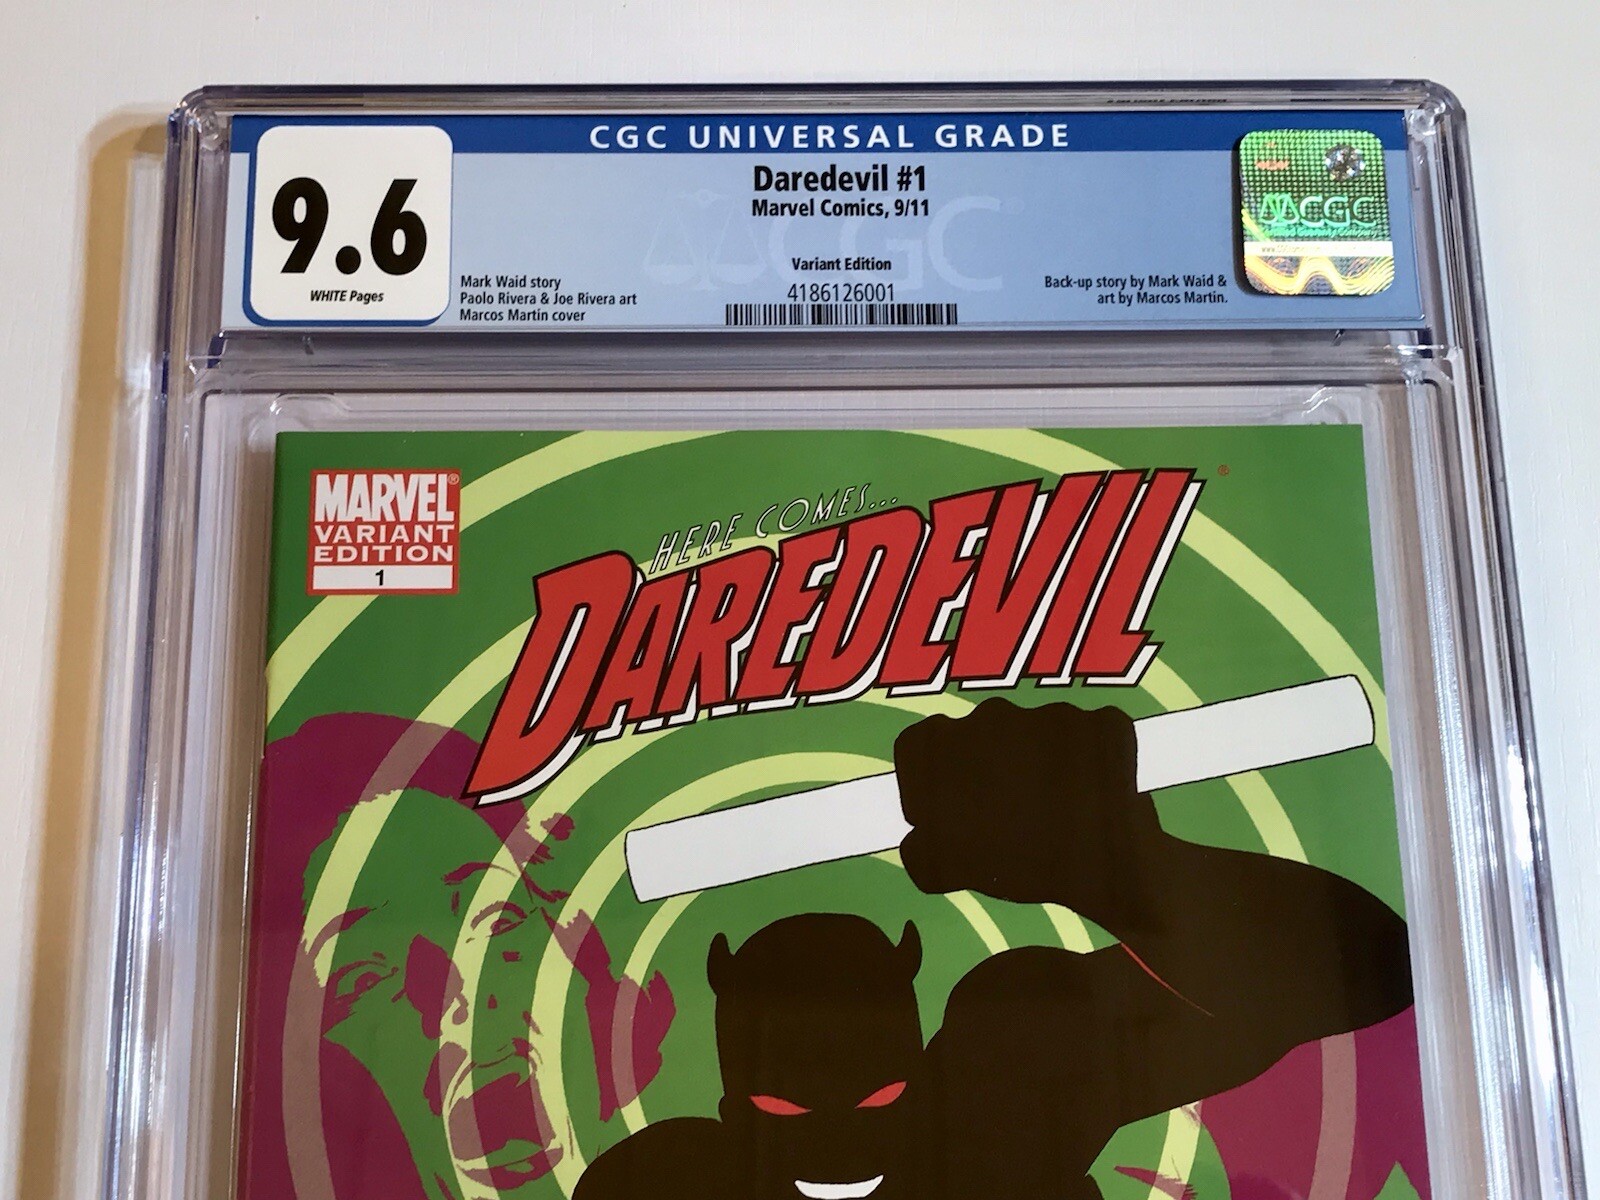 CGC UNIVERSAL GRADE
9.6
WHITE Pages
Daredevil #1
Marvel Comics, 9/11
Variant Edition
4186126001
Mark Waid story
Paolo Rivera & Joe Rivera art
Marcos Martin cover
Back-up story by Mark Waid &
art by Marcos Martin.
CGC
CGC
MARVEL®
VARIANT
EDITION
1
HERE COMES...
DAREDEVIL®